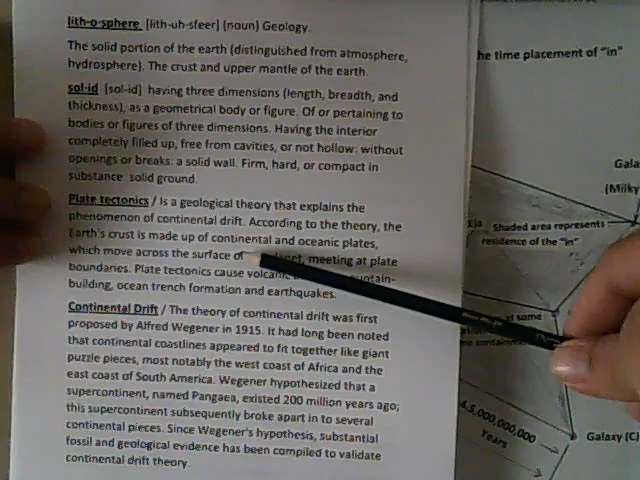 lith·o·sphere [lith-uh-sfeer] (noun) Geology.
The solid portion of the earth (distinguished from atmosphere,
hydrosphere). The crust and upper mantle of the earth.
sol·id [sol-id] having three dimensions (length, breadth, and
thickness), as a geometrical body or figure. Of or pertaining to
bodies or figures of three dimensions. Having the interior
completely filled up, free from cavities, or not hollow: without
openings or breaks: a solid wall. Firm, hard, or compact in
substance: solid ground.
Plate tectonics / Is a geological theory that explains the
phenomenon of continental drift. According to the theory, the
Earth's crust is made up of continental and oceanic plates,
which move across the surface of meeting at plate
boundaries. Plate tectonics cause
building, ocean trench formation and earthquakes.
Continental Drift / The theory of continental drift was first
proposed by Alfred Wegener in 1915. It had long been noted
that continental coastlines appeared to fit together like giant
puzzle pieces, most notably the west coast of Africa and the
east coast of South America. Wegener hypothesized that a
supercontinent, named Pangaea, existed 200 million years ago;
this supercontinent subsequently broke apart in to several
continental pieces. Since Wegener's hypothesis, substantial
fossil and geological evidence has been compiled to validate
continental drift theory.
he time placement of "in"
Gala
(Milky
Shaded area represents
residence of the "in"
at some
containm
4,5,000,000,000
Years
Galaxy (C)